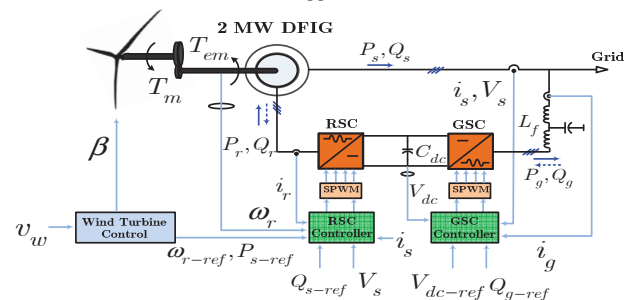 2 MW DFIG
T_em
T_m
P_s, Q_s
Grid
i_s, V_s
RSC
GSC
L_f
P_r, Q_r
C_dc
P_g, Q_g
β
i_r
SPWM
V_dc
SPWM
ω_r
v_w
Wind Turbine
Control
RSC
Controller
GSC
Controller
i_s
i_g
ω_r-ref, P_s-ref
Q_s-ref
V_s
V_dc-ref
Q_g-ref